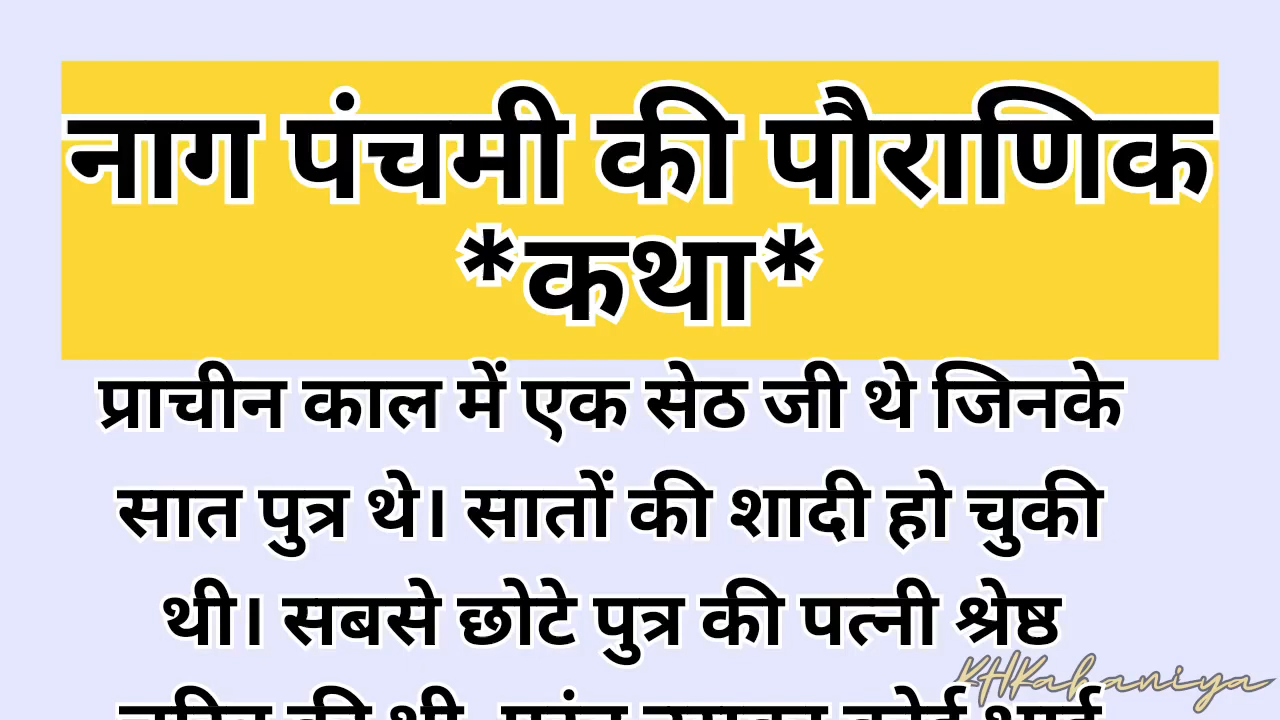 नाग पंचमी की पौराणिक
*कथा*
प्राचीन काल में एक सेठ जी थे जिनके
सात पुत्र थे। सातों की शादी हो चुकी
थी। सबसे छोटे पुत्र की पत्नी श्रेष्ठ
KHKahaniya